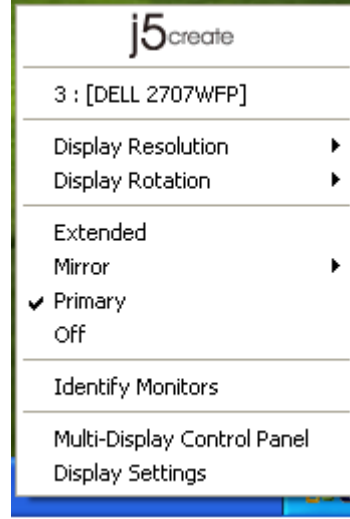 j5create
3 : [DELL 2707WFP]
Display Resolution
Display Rotation
Extended
Mirror
Primary
Off
Identify Monitors
Multi-Display Control Panel
Display Settings